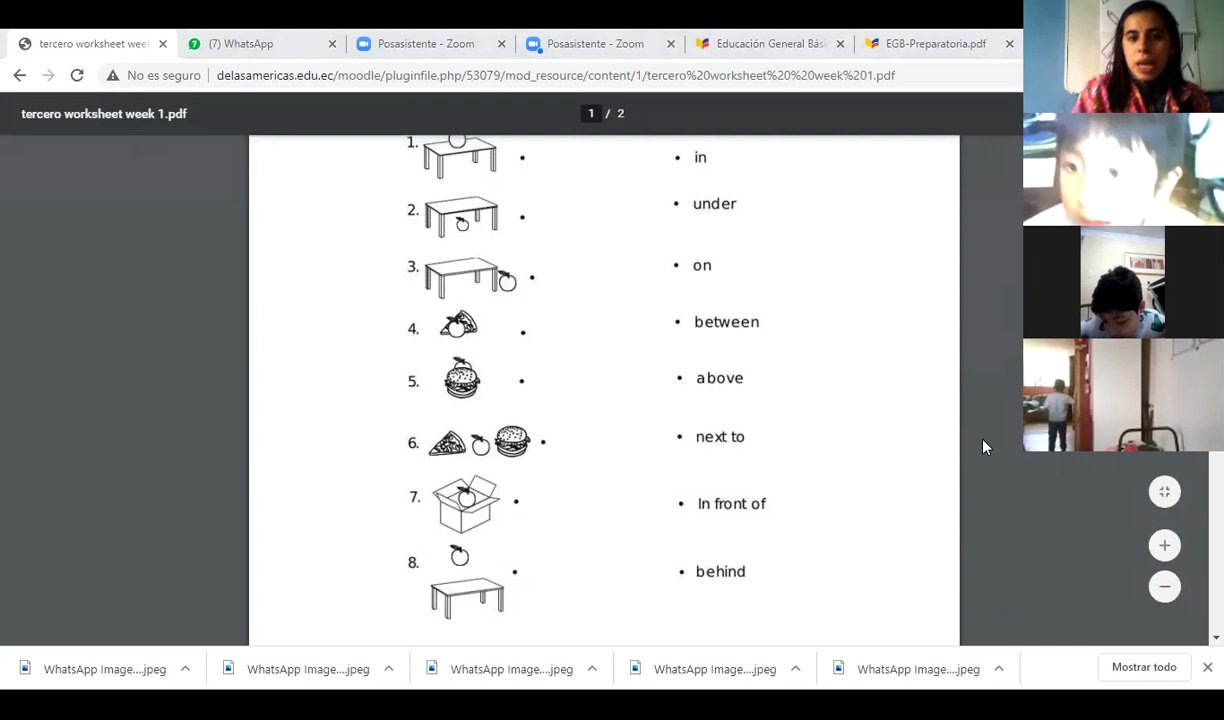 tercero worksheet wee
(7) WhatsApp
Posasistente - Zoom
Posasistente - Zoom
Educación General Bás
EGB-Preparatoria.pdf
No es seguro
delasamericas.edu.ec/moodle/pluginfile.php/53079/mod_resource/content/1/tercero%20worksheet%20%20week%201.pdf
tercero worksheet week 1.pdf
1 / 2
1. • • in
2. • • under
3. • • on
4. • • between
5. • • above
6. • • next to
7. • • In front of
8. • • behind
WhatsApp Image....jpeg
WhatsApp Image....jpeg
WhatsApp Image....jpeg
WhatsApp Image....jpeg
WhatsApp Image....jpeg
Mostrar todo